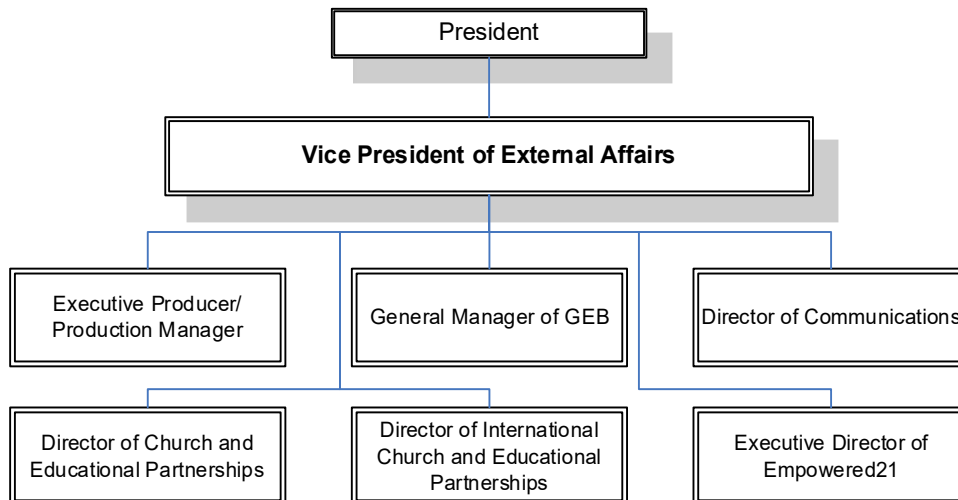 President
Vice President of External Affairs
Executive Producer/
Production Manager
General Manager of GEB
Director of Communications
Director of Church and
Educational Partnerships
Director of International
Church and Educational
Partnerships
Executive Director of
Empowered21